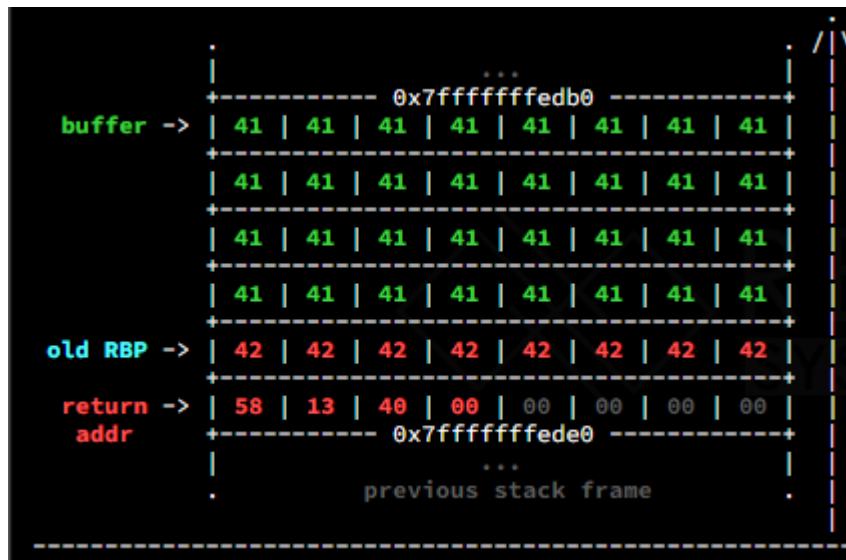 . .
. . /|\
| ... | |
+----------- 0x7fffffffedb0 ------------+ |
buffer -> | 41 | 41 | 41 | 41 | 41 | 41 | 41 | 41 | |
+---------------------------------------+ |
| 41 | 41 | 41 | 41 | 41 | 41 | 41 | 41 | |
+---------------------------------------+ |
| 41 | 41 | 41 | 41 | 41 | 41 | 41 | 41 | |
+---------------------------------------+ |
| 41 | 41 | 41 | 41 | 41 | 41 | 41 | 41 | |
+---------------------------------------+ |
old RBP -> | 42 | 42 | 42 | 42 | 42 | 42 | 42 | 42 | |
+---------------------------------------+ |
return -> | 58 | 13 | 40 | 00 | 00 | 00 | 00 | 00 | |
addr +----------- 0x7fffffffede0 ------------+ |
| ... | |
. previous stack frame . |